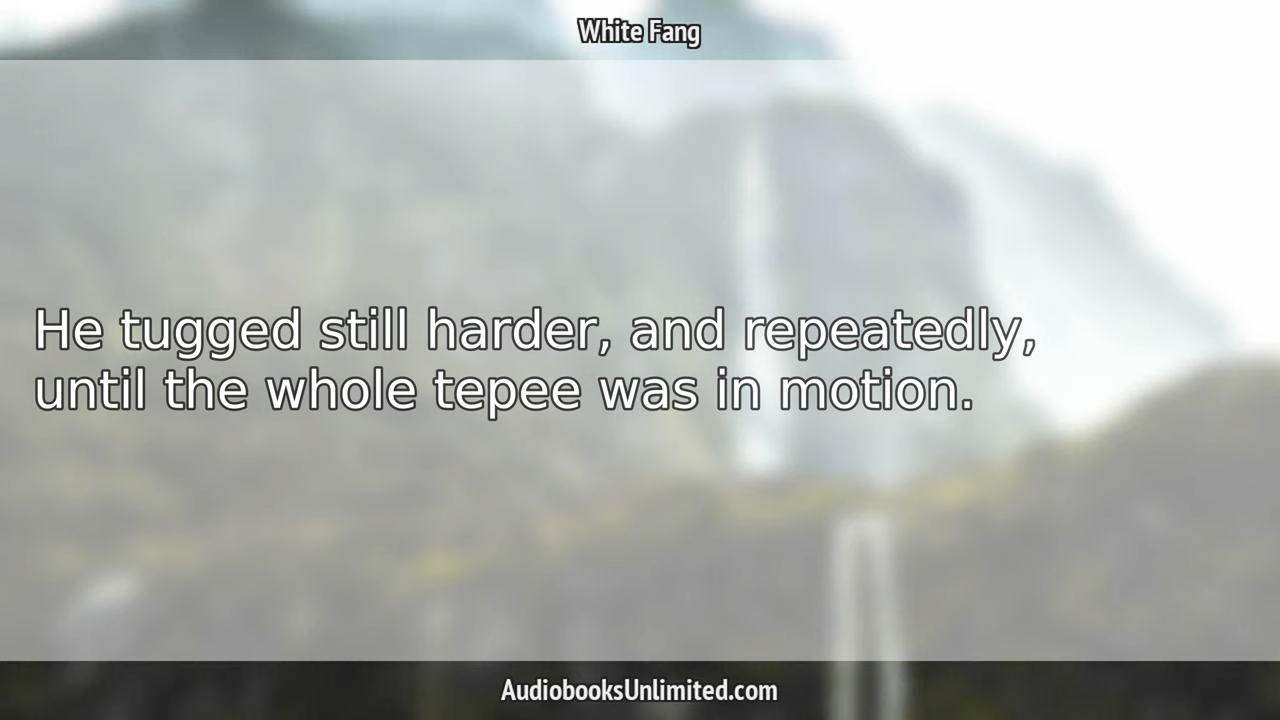 White Fang
He tugged still harder, and repeatedly,
until the whole tepee was in motion.
AudiobooksUnlimited.com